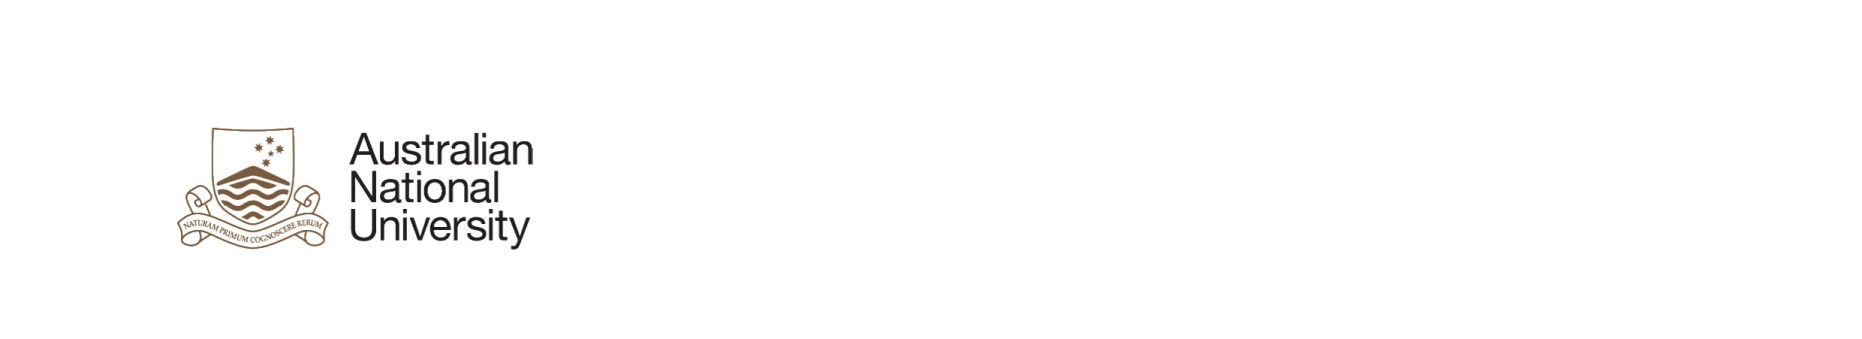 Australian
National
University
NATURAM PRIMUM COGNOSCERE RERUM